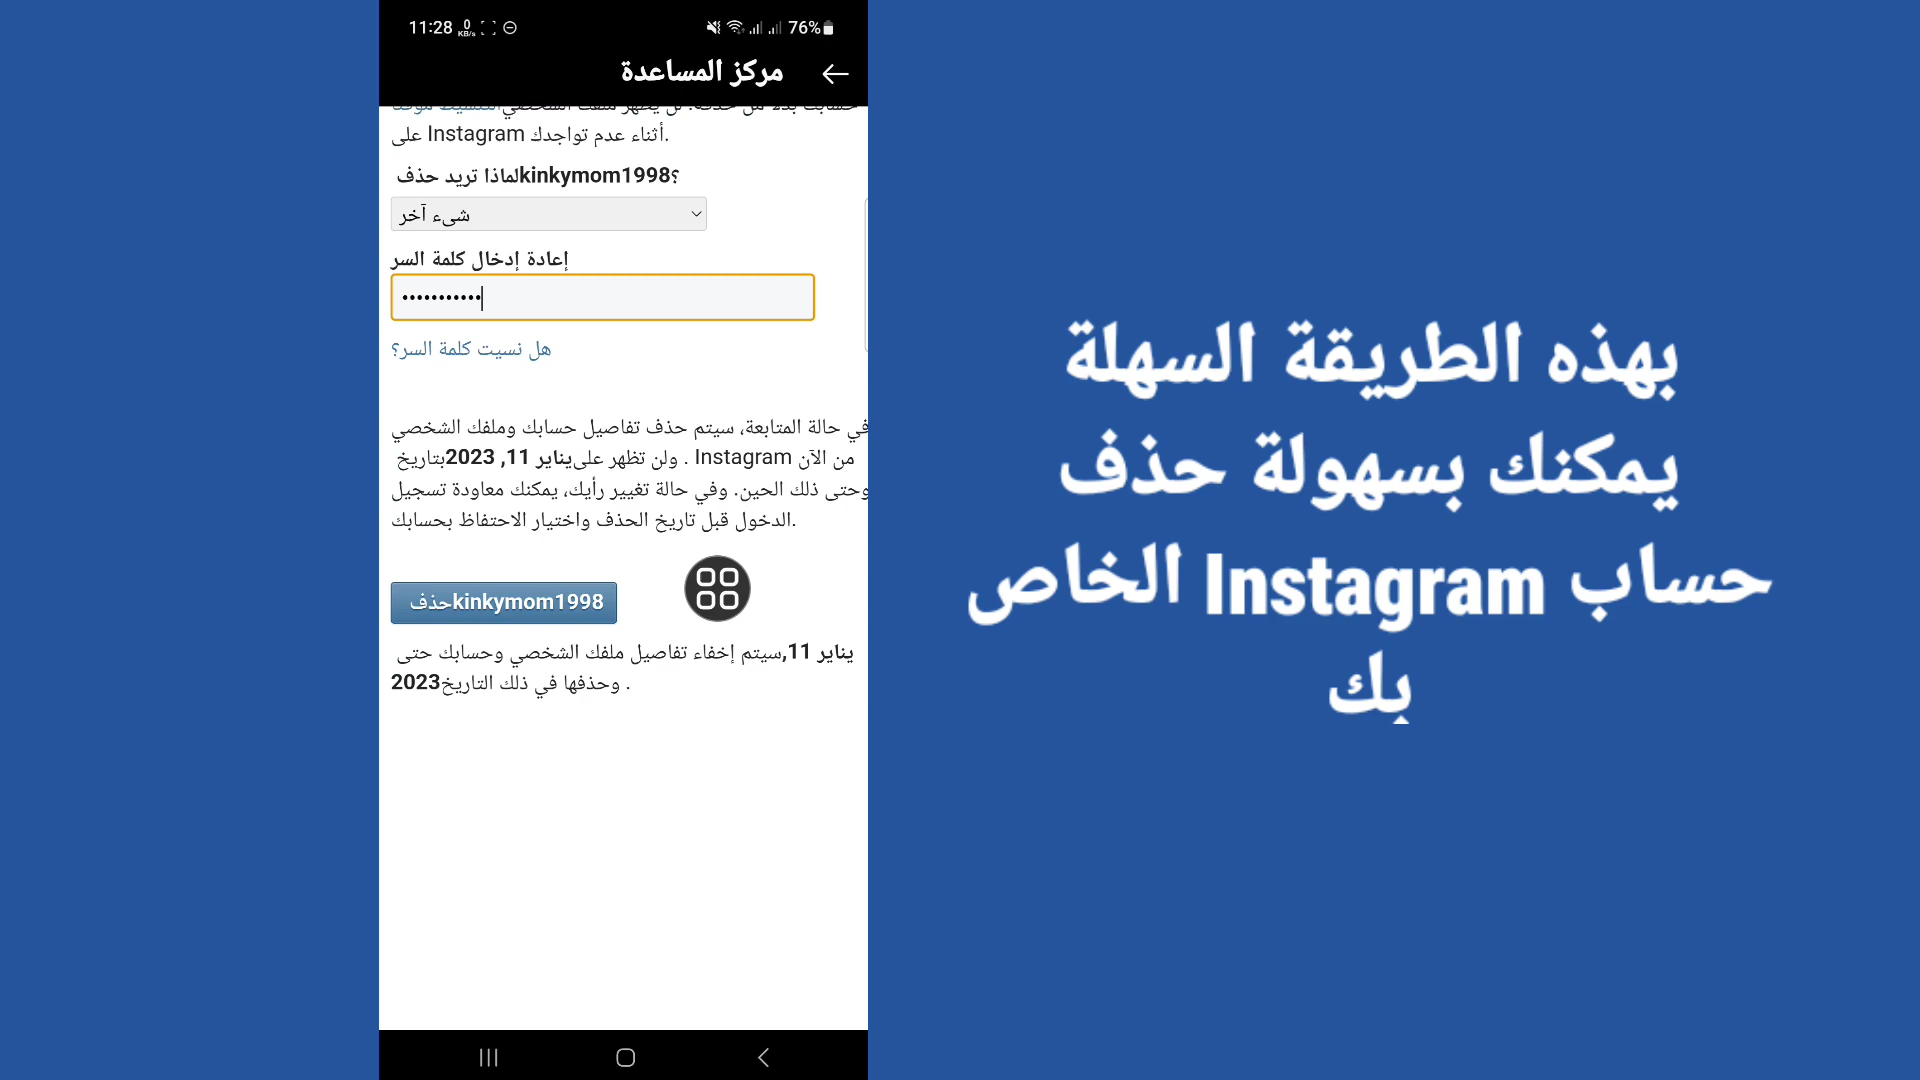 11:28 0 KB/s 76%
مركز المساعدة
أثناء عدم تواجدك Instagram على.
لماذا تريد حذف kinkymom1998؟
شيء آخر
إعادة إدخال كلمة السر
•••••••••••
هل نسيت كلمة السر؟
في حالة المتابعة، سيتم حذف تفاصيل حسابك وملفك الشخصي
بتاريخ يناير 11, 2023. ولن تظهر على Instagram من الآن
وحتى ذلك الحين. وفي حالة تغيير رأيك، يمكنك معاودة تسجيل
الدخول قبل تاريخ الحذف واختيار الاحتفاظ بحسابك.
حذف kinkymom1998
سيتم إخفاء تفاصيل ملفك الشخصي وحسابك حتى يناير 11,
2023 وحذفها في ذلك التاريخ.
بهذه الطريقة السهلة
يمكنك بسهولة حذف
حساب Instagram الخاص
بك